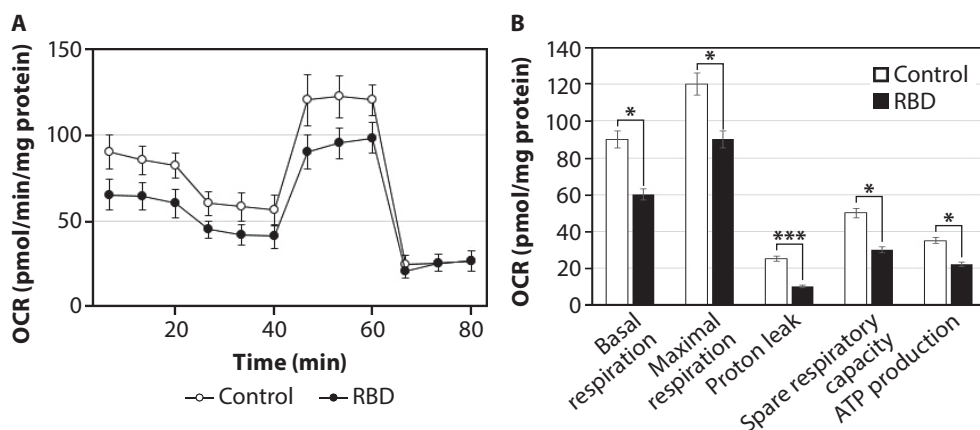 A
OCR (pmol/min/mg protein)
150
100
50
0
20
40
60
80
Time (min)
Control
RBD
B
OCR (pmol/mg protein)
140
120
100
80
60
40
20
0
Control
RBD
*
*
***
*
*
Basal
respiration
Maximal
respiration
Proton leak
Spare respiratory
capacity
ATP production